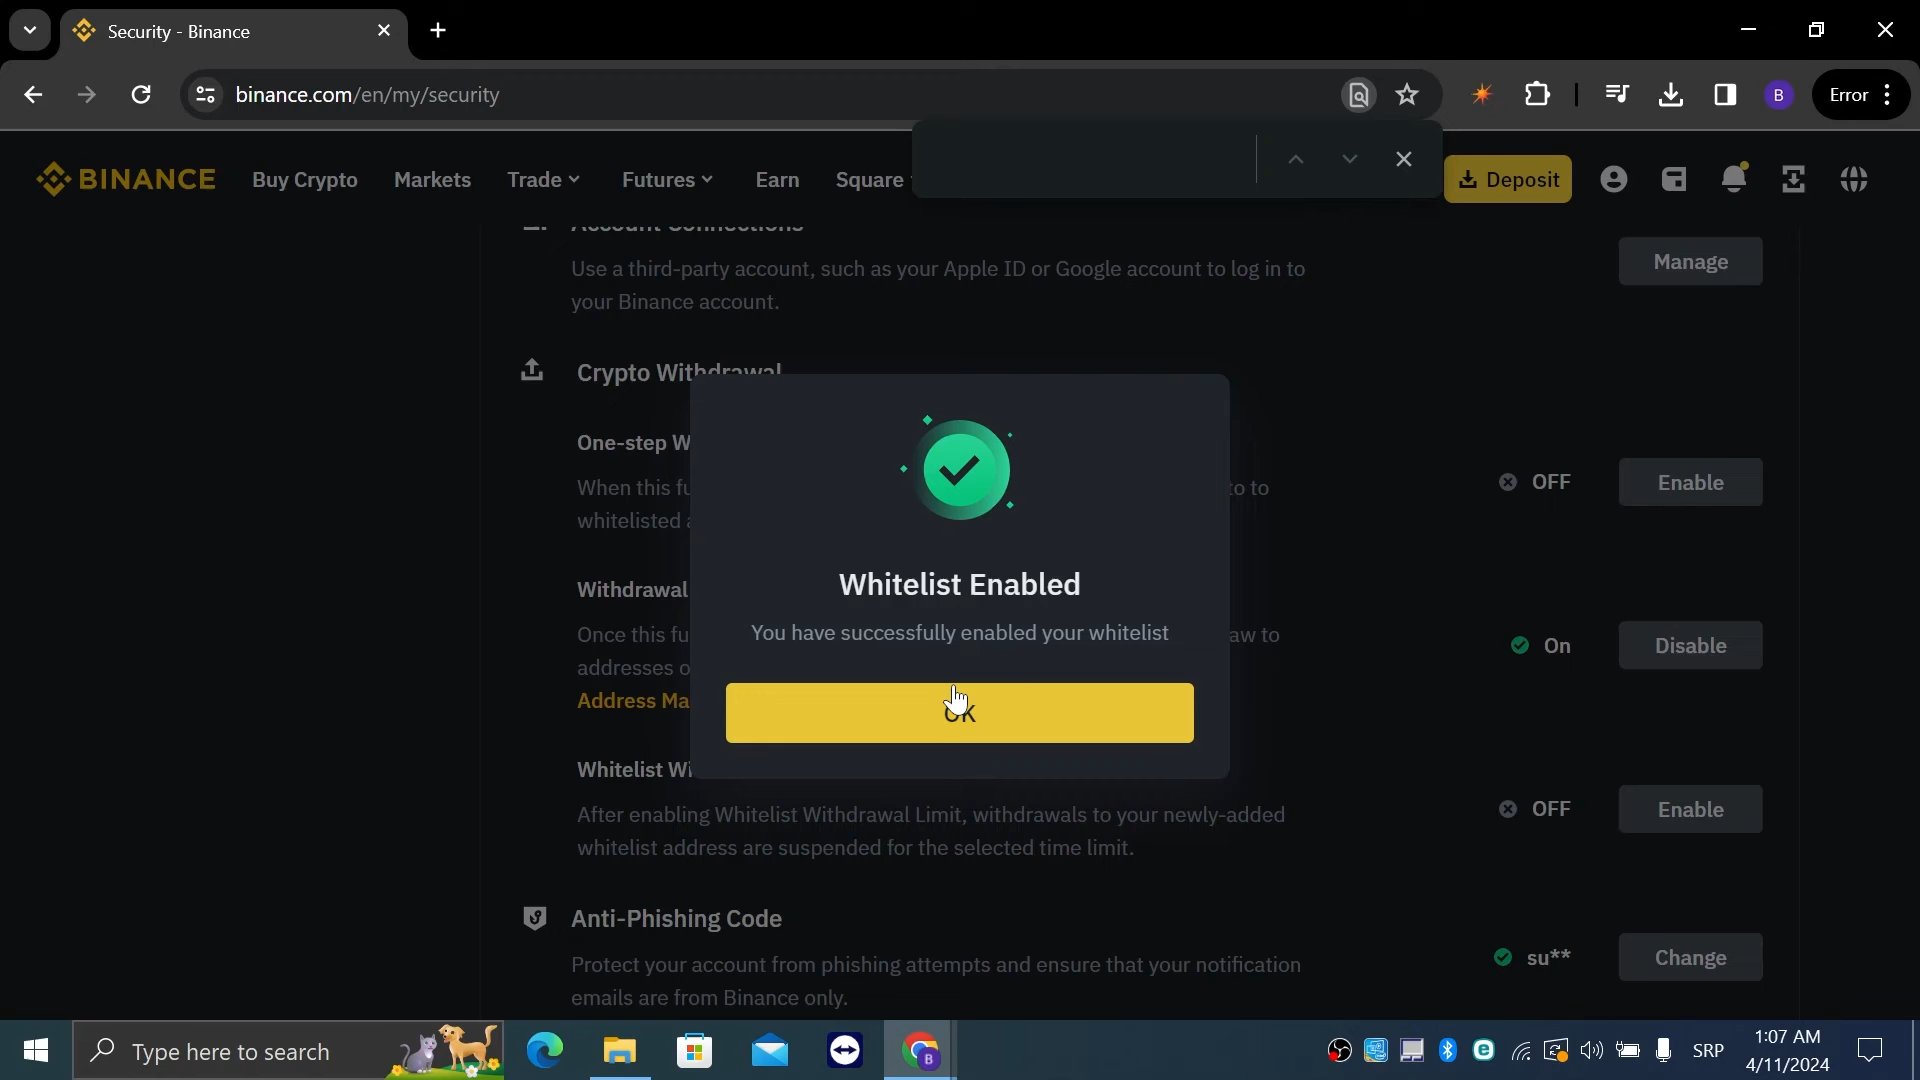 Security - Binance
binance.com/en/my/security
Error
BINANCE
Buy Crypto
Markets
Trade
Futures
Earn
Square
Deposit
Account Connections
Use a third-party account, such as your Apple ID or Google account to log in to
your Binance account.
Manage
Crypto Withdrawal
One-step W
When this fu
to to
whitelisted a
OFF
Enable
Whitelist Enabled
You have successfully enabled your whitelist
OK
Withdrawal
Once this fu
aw to
addresses o
Address Ma
On
Disable
Whitelist Wi
After enabling Whitelist Withdrawal Limit, withdrawals to your newly-added
whitelist address are suspended for the selected time limit.
OFF
Enable
Anti-Phishing Code
Protect your account from phishing attempts and ensure that your notification
emails are from Binance only.
su**
Change
Type here to search
B
SRP
1:07 AM
4/11/2024